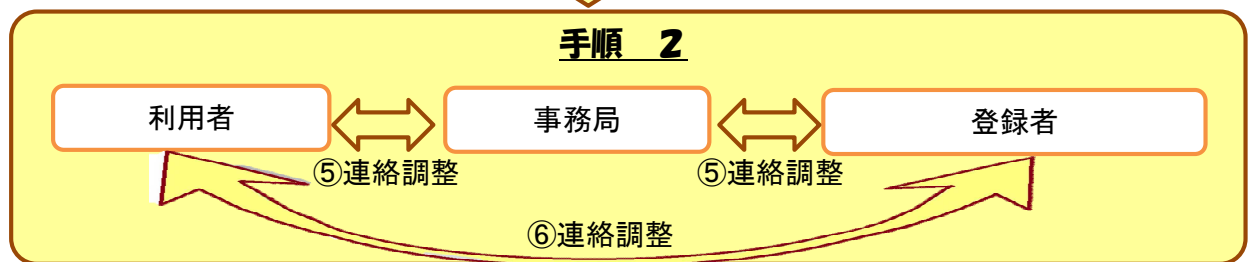 手順　２
利用者
事務局
登録者
⑤連絡調整
⑤連絡調整
⑥連絡調整